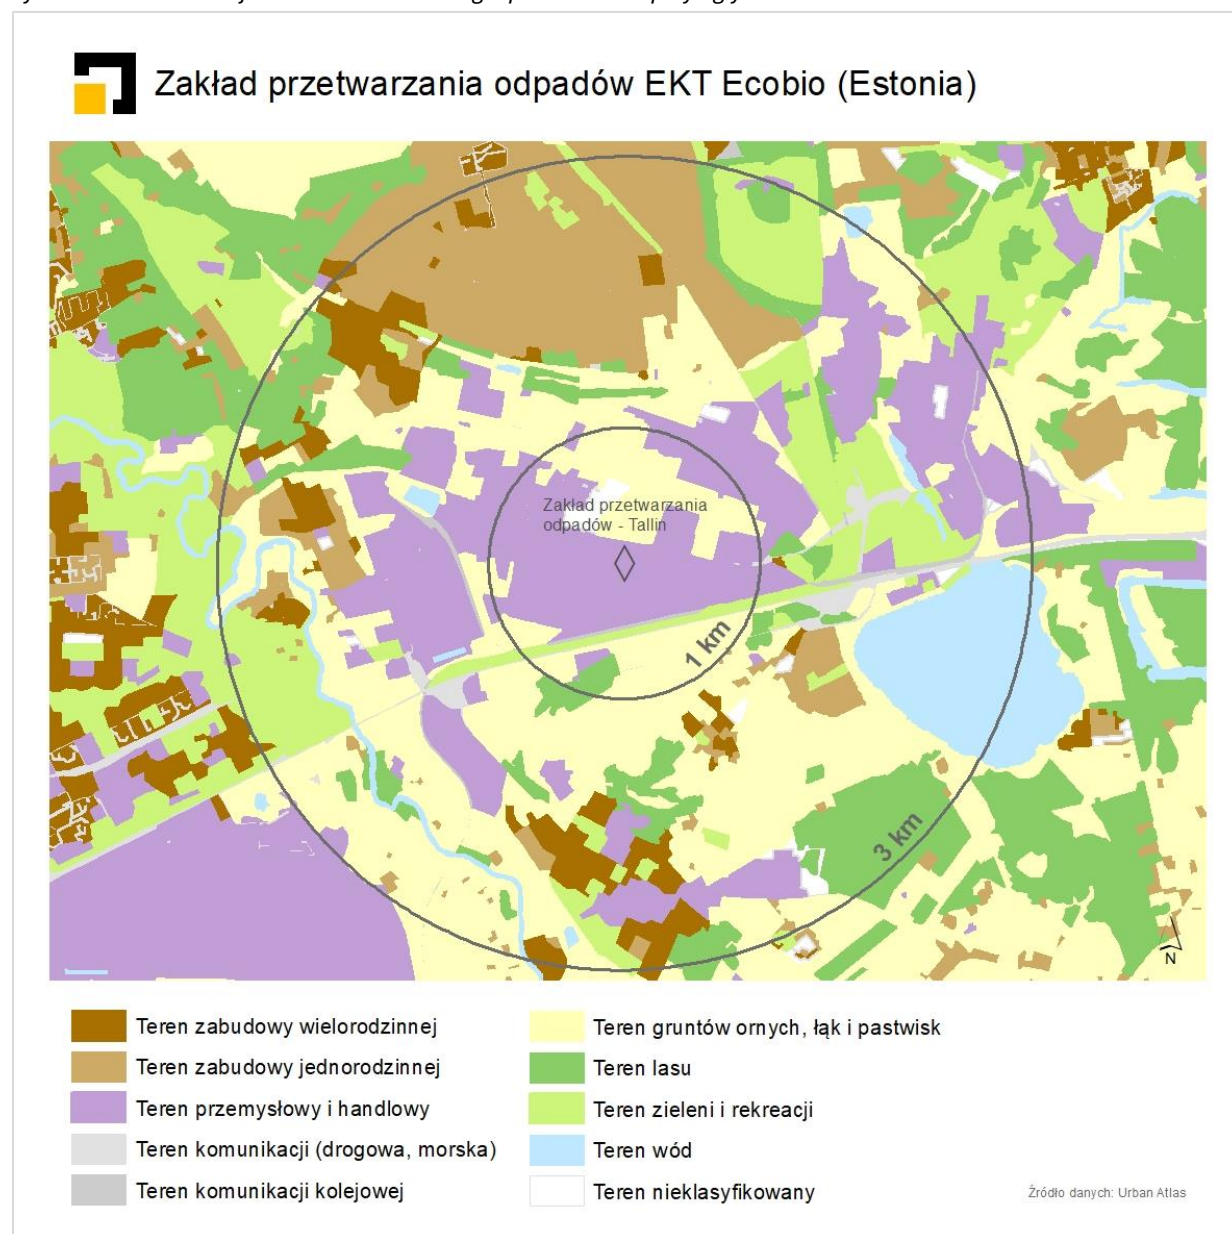 Zakład przetwarzania odpadów EKT Ecobio (Estonia)
Zakład przetwarzania
odpadów - Tallin
1 km
3 km
N
Teren zabudowy wielorodzinnej
Teren zabudowy jednorodzinnej
Teren przemysłowy i handlowy
Teren komunikacji (drogowa, morska)
Teren komunikacji kolejowej
Teren gruntów ornych, łąk i pastwisk
Teren lasu
Teren zieleni i rekreacji
Teren wód
Teren nieklasyfikowany
Źródło danych: Urban Atlas